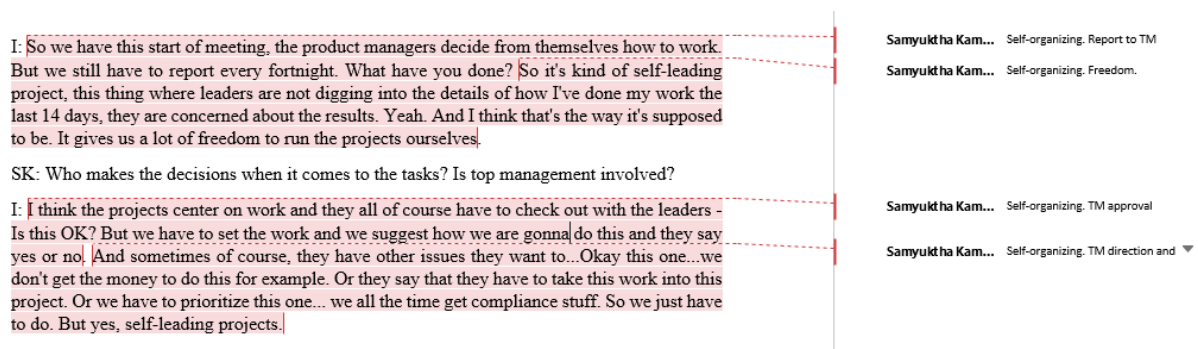 I: So we have this start of meeting, the product managers decide from themselves how to work.
But we still have to report every fortnight. What have you done? So it's kind of self-leading
project, this thing where leaders are not digging into the details of how I've done my work the
last 14 days, they are concerned about the results. Yeah. And I think that's the way it's supposed
to be. It gives us a lot of freedom to run the projects ourselves.
Samyuktha Kam... Self-organizing. Report to TM
Samyuktha Kam... Self-organizing. Freedom.
SK: Who makes the decisions when it comes to the tasks? Is top management involved?
I: I think the projects center on work and they all of course have to check out with the leaders -
Is this OK? But we have to set the work and we suggest how we are gonna do this and they say
yes or no. And sometimes of course, they have other issues they want to...Okay this one...we
don't get the money to do this for example. Or they say that they have to take this work into this
project. Or we have to prioritize this one... we all the time get compliance stuff. So we just have
to do. But yes, self-leading projects.
Samyuktha Kam... Self-organizing. TM approval
Samyuktha Kam... Self-organizing. TM direction and